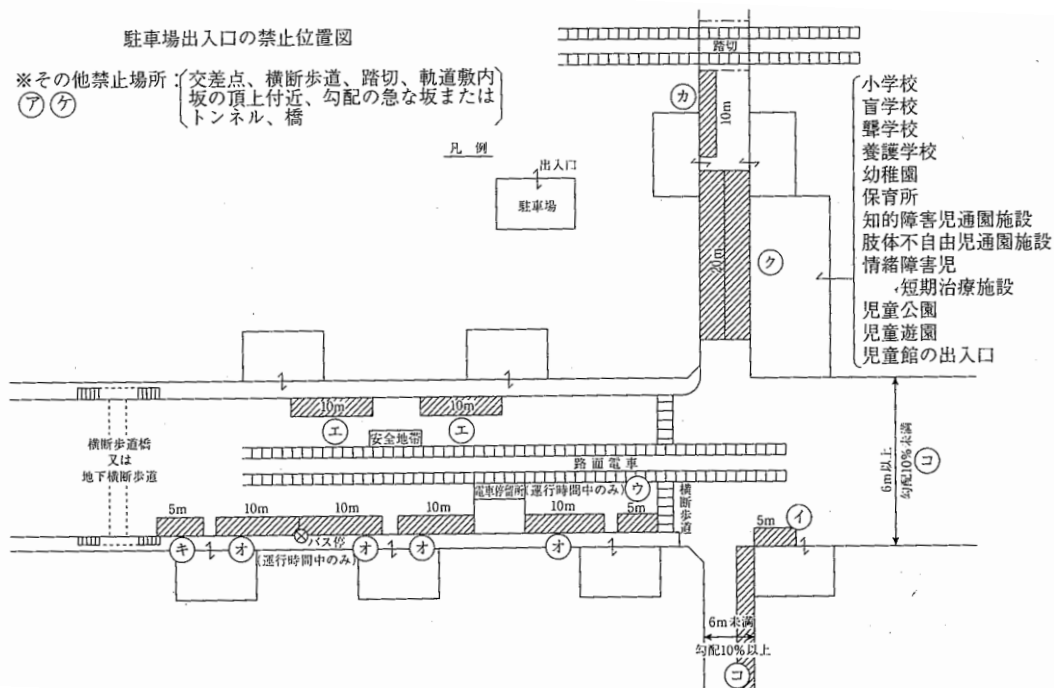 駐車場出入口の禁止位置図
※その他禁止場所：交差点、横断歩道、踏切、軌道敷内
坂の頂上付近、勾配の急な坂または
トンネル、橋
㋐㋘
凡例
出入口
駐車場
踏切
㋕
10m
20m
㋗
小学校
盲学校
聾学校
養護学校
幼稚園
保育所
知的障害児通園施設
肢体不自由児通園施設
情緒障害児
短期治療施設
児童公園
児童遊園
児童館の出入口
10m
10m
㋓
㋓
安全地帯
横断歩道橋
又は
地下横断歩道
路面電車
電車停留所
(運行時間中のみ)
㋒
横断歩道
6m以上
勾配10%未満
㋙
5m
10m
10m
10m
10m
5m
㋖
㋔
バス停
(運行時間中のみ)
㋔
㋔
㋔
5m
㋑
6m未満
勾配10%以上
㋙